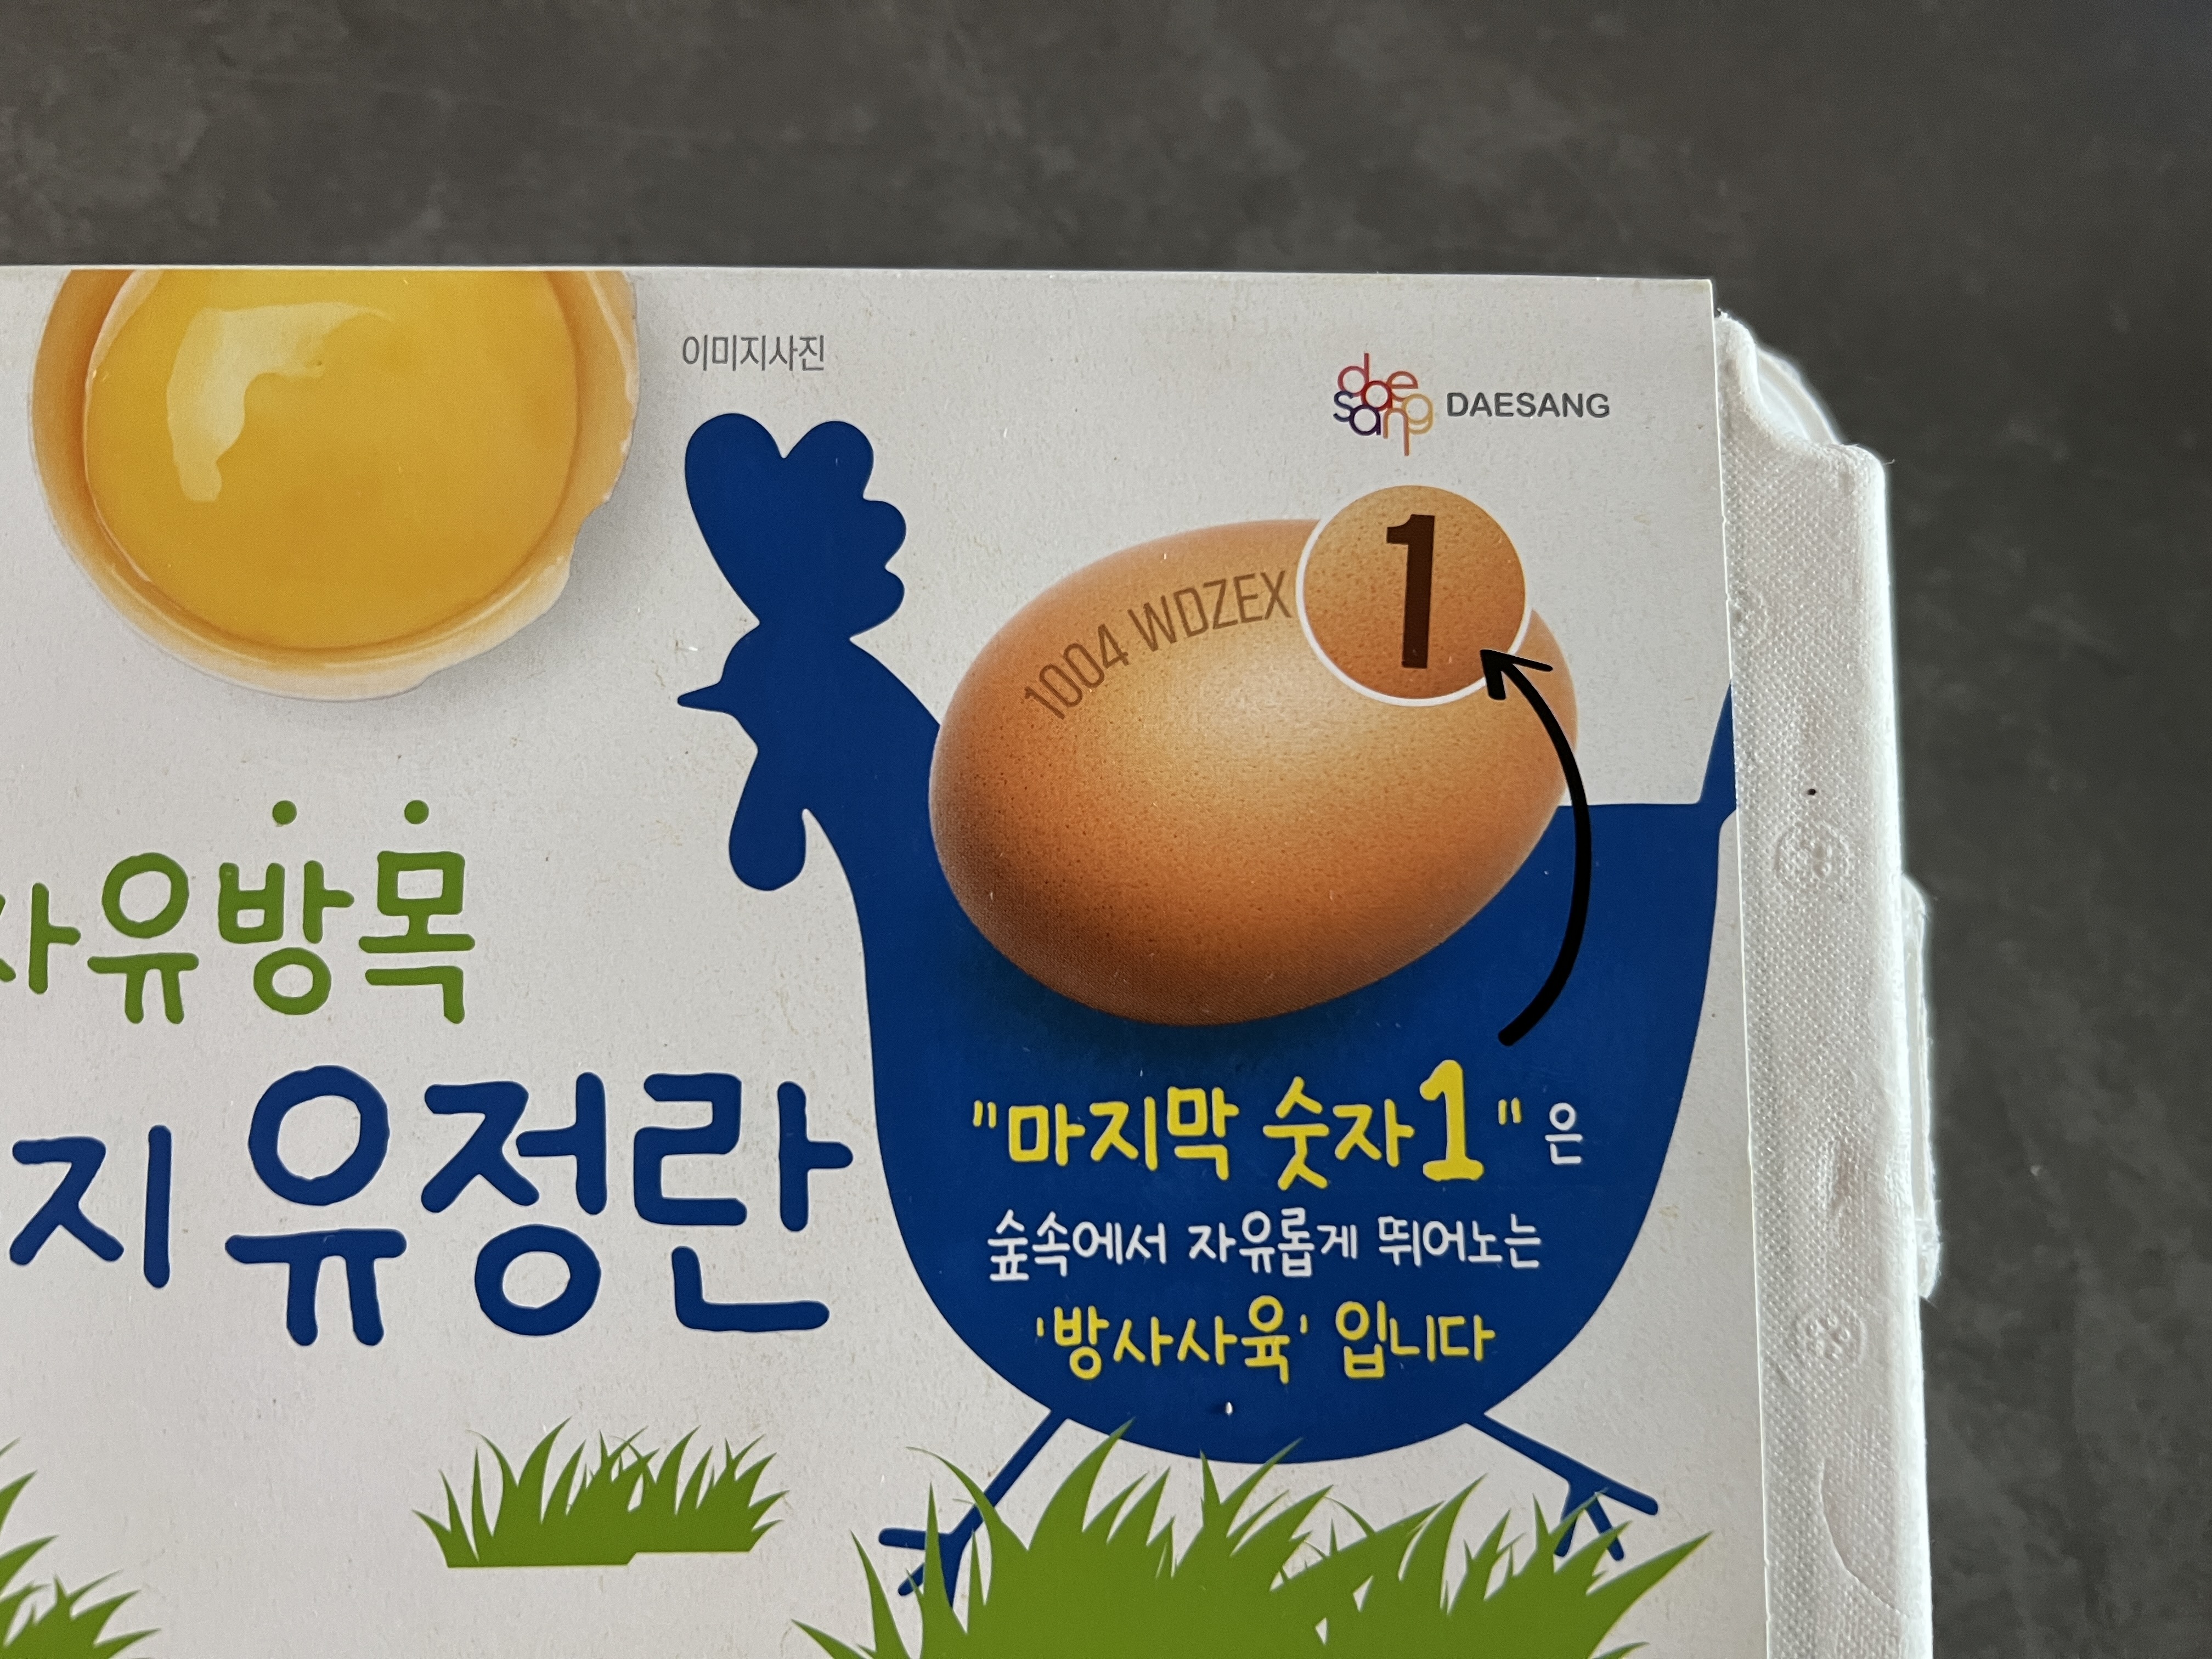 이미지사진
daesang DAESANG
1004 WDZEX 1
자유방목
지 유정란
"마지막 숫자1"은
숲속에서 자유롭게 뛰어노는
'방사사육' 입니다